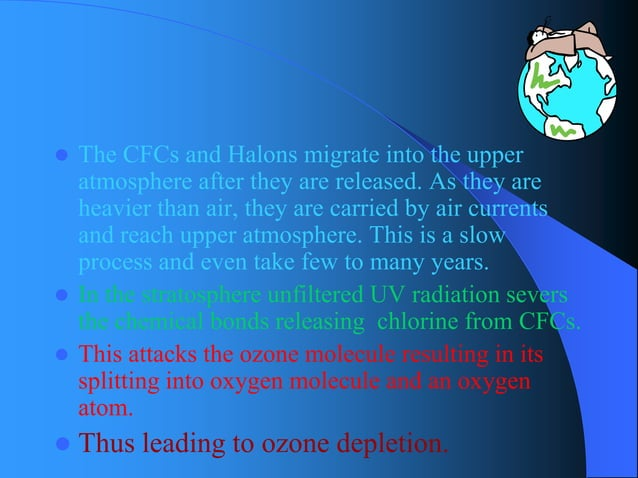 The CFCs and Halons migrate into the upper
atmosphere after they are released. As they are
heavier than air, they are carried by air currents
and reach upper atmosphere. This is a slow
process and even take few to many years.
In the stratosphere unfiltered UV radiation severs
the chemical bonds releasing  chlorine from CFCs.
This attacks the ozone molecule resulting in its
splitting into oxygen molecule and an oxygen
atom.
Thus leading to ozone depletion.